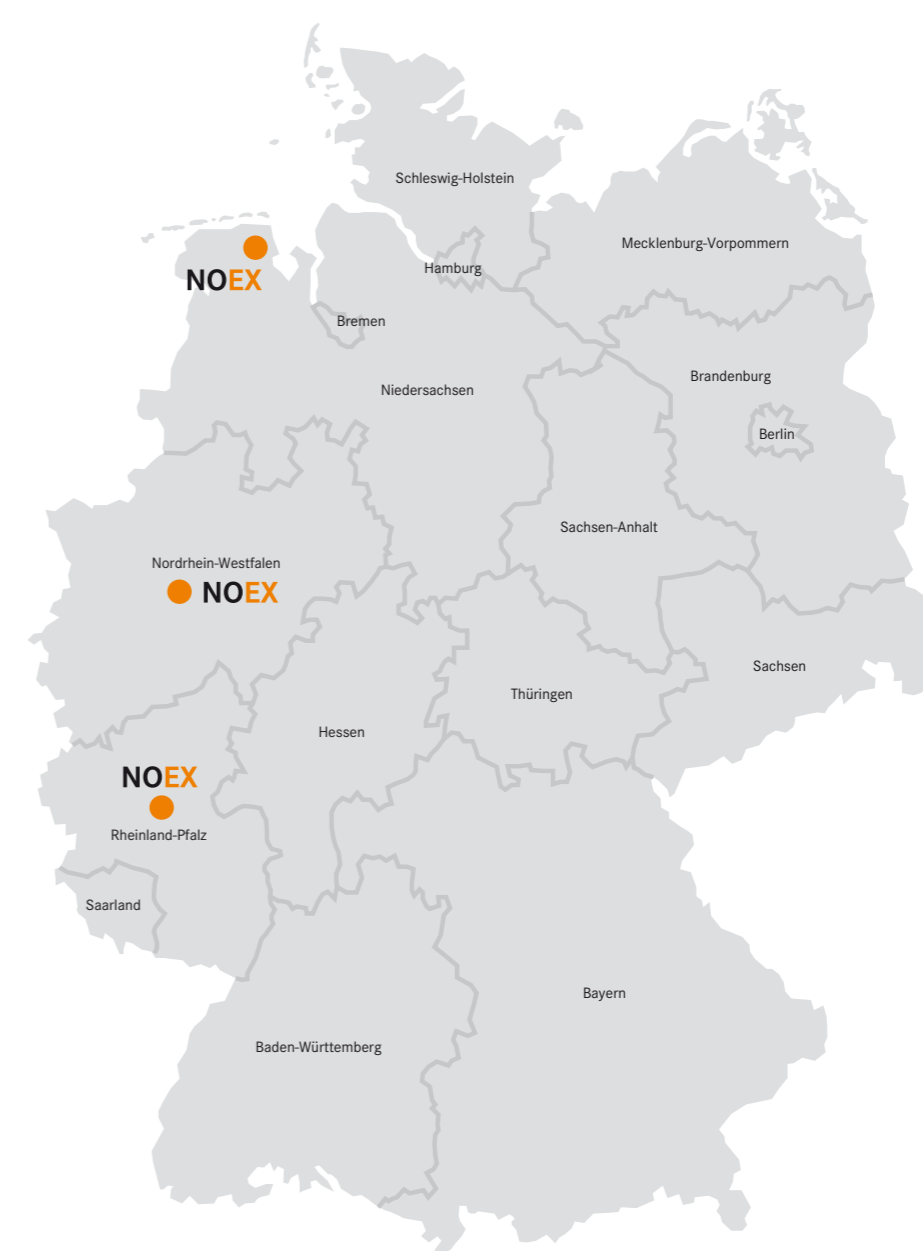 Schleswig-Holstein
Mecklenburg-Vorpommern
Hamburg
NOEX
Bremen
Brandenburg
Niedersachsen
Berlin
Sachsen-Anhalt
Nordrhein-Westfalen
NOEX
Sachsen
Thüringen
Hessen
NOEX
Rheinland-Pfalz
Saarland
Bayern
Baden-Württemberg